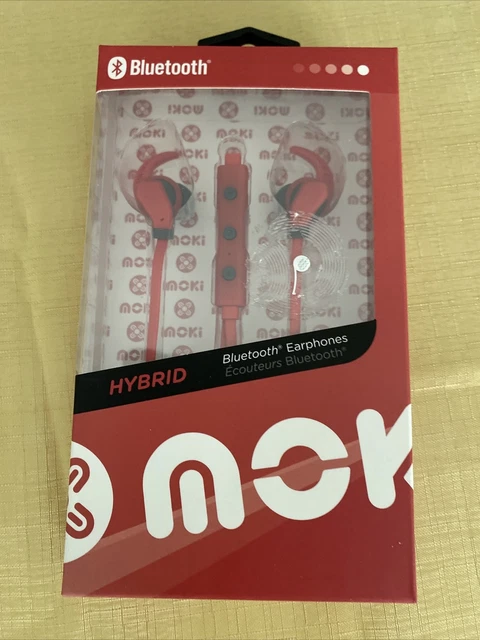 Bluetooth®
Bluetooth® Earphones
Écouteurs Bluetooth®
HYBRID
MOKi